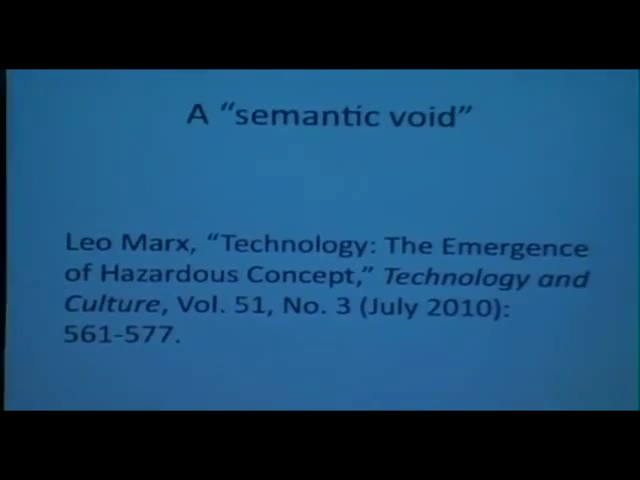 A “semantic void”
Leo Marx, “Technology: The Emergence
of Hazardous Concept,” Technology and
Culture, Vol. 51, No. 3 (July 2010):
561-577.